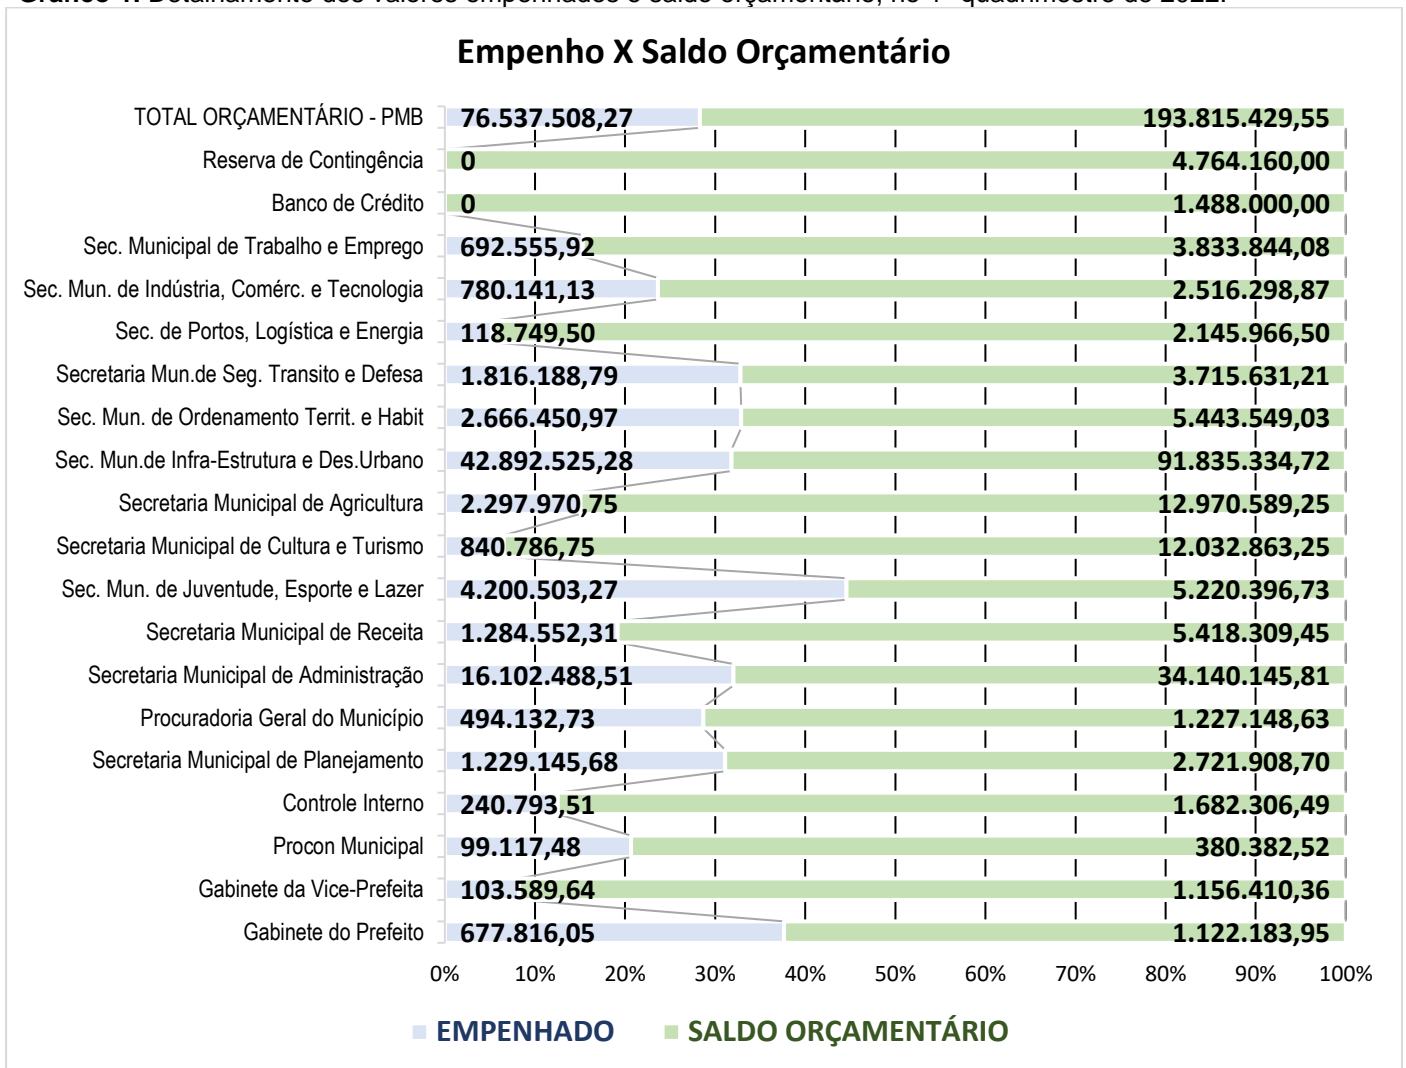 Gráfico 1: Detalhamento dos valores empenhados e saldo orçamentário, no 1º quadrimestre de 2022.
Empenho X Saldo Orçamentário
TOTAL ORÇAMENTÁRIO - PMB 76.537.508,27 193.815.429,55
Reserva de Contingência 0 4.764.160,00
Banco de Crédito 0 1.488.000,00
Sec. Municipal de Trabalho e Emprego 692.555,92 3.833.844,08
Sec. Mun. de Indústria, Comérc. e Tecnologia 780.141,13 2.516.298,87
Sec. de Portos, Logística e Energia 118.749,50 2.145.966,50
Secretaria Mun.de Seg. Transito e Defesa 1.816.188,79 3.715.631,21
Sec. Mun. de Ordenamento Territ. e Habit 2.666.450,97 5.443.549,03
Sec. Mun.de Infra-Estrutura e Des.Urbano 42.892.525,28 91.835.334,72
Secretaria Municipal de Agricultura 2.297.970,75 12.970.589,25
Secretaria Municipal de Cultura e Turismo 840.786,75 12.032.863,25
Sec. Mun. de Juventude, Esporte e Lazer 4.200.503,27 5.220.396,73
Secretaria Municipal de Receita 1.284.552,31 5.418.309,45
Secretaria Municipal de Administração 16.102.488,51 34.140.145,81
Procuradoria Geral do Município 494.132,73 1.227.148,63
Secretaria Municipal de Planejamento 1.229.145,68 2.721.908,70
Controle Interno 240.793,51 1.682.306,49
Procon Municipal 99.117,48 380.382,52
Gabinete da Vice-Prefeita 103.589,64 1.156.410,36
Gabinete do Prefeito 677.816,05 1.122.183,95
0% 10% 20% 30% 40% 50% 60% 70% 80% 90% 100%
EMPENHADO SALDO ORÇAMENTÁRIO